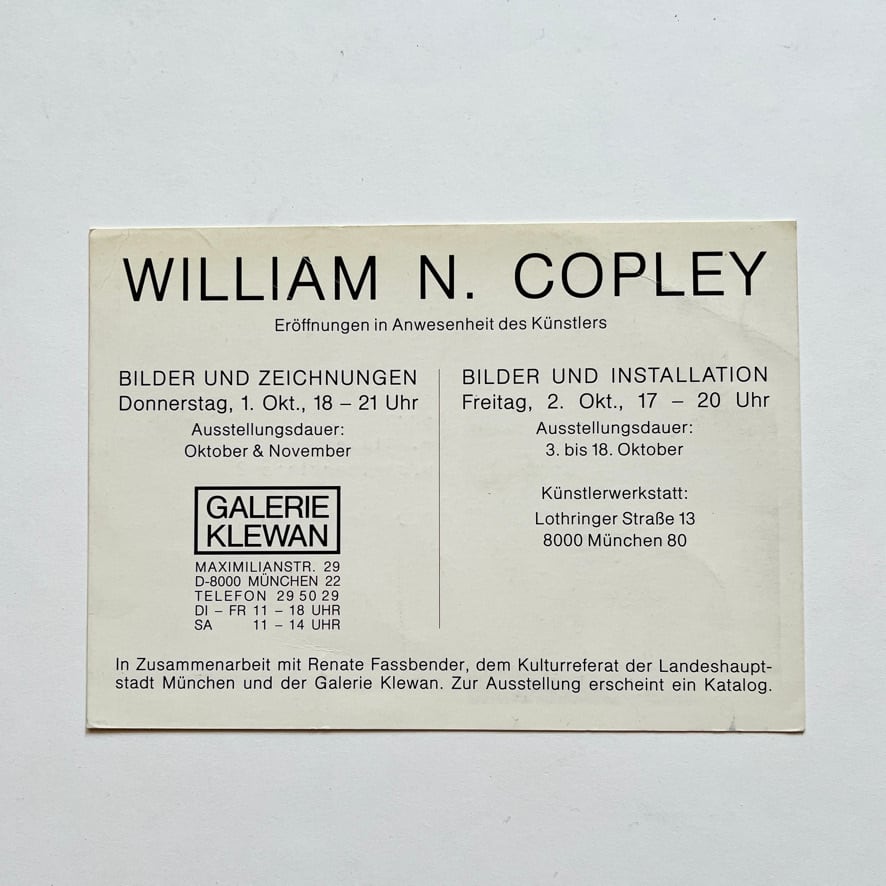 WILLIAM N. COPLEY
Eröffnungen in Anwesenheit des Künstlers
BILDER UND ZEICHNUNGEN
Donnerstag, 1. Okt., 18 – 21 Uhr
Ausstellungsdauer:
Oktober & November
GALERIE
KLEWAN
MAXIMILIANSTR. 29
D-8000 MÜNCHEN 22
TELEFON 29 50 29
DI – FR 11 – 18 UHR
SA 11 – 14 UHR
BILDER UND INSTALLATION
Freitag, 2. Okt., 17 – 20 Uhr
Ausstellungsdauer:
3. bis 18. Oktober
Künstlerwerkstatt:
Lothringer Straße 13
8000 München 80
In Zusammenarbeit mit Renate Fassbender, dem Kulturreferat der Landeshaupt-
stadt München und der Galerie Klewan. Zur Ausstellung erscheint ein Katalog.